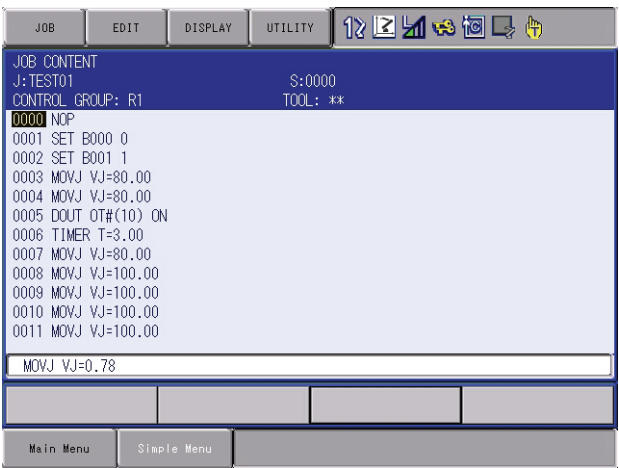 JOB EDIT DISPLAY UTILITY
JOB CONTENT
J:TEST01 S:0000
CONTROL GROUP: R1 TOOL: **
0000 NOP
0001 SET B000 0
0002 SET B001 1
0003 MOVJ VJ=80.00
0004 MOVJ VJ=80.00
0005 DOUT OT#(10) ON
0006 TIMER T=3.00
0007 MOVJ VJ=80.00
0008 MOVJ VJ=100.00
0009 MOVJ VJ=100.00
0010 MOVJ VJ=100.00
0011 MOVJ VJ=100.00
MOVJ VJ=0.78
Main Menu Simple Menu